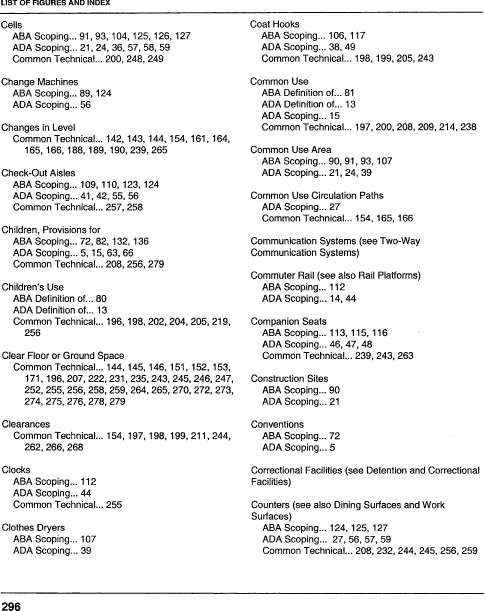 LIST OF FIGURES AND INDEX
Cells
ABA Scoping... 91, 93, 104, 125, 126, 127
ADA Scoping... 21, 24, 36, 57, 58, 59
Common Technical... 200, 248, 249
Change Machines
ABA Scoping... 89, 124
ADA Scoping... 56
Changes in Level
Common Technical... 142, 143, 144, 154, 161, 164,
165, 166, 188, 189, 190, 239, 265
Check-Out Aisles
ABA Scoping... 109, 110, 123, 124
ADA Scoping... 41, 42, 55, 56
Common Technical... 257, 258
Children, Provisions for
ABA Scoping... 72, 82, 132, 136
ADA Scoping... 5, 15, 63, 66
Common Technical... 208, 256, 279
Children's Use
ABA Definition of... 80
ADA Definition of... 13
Common Technical... 196, 198, 202, 204, 205, 219,
256
Clear Floor or Ground Space
Common Technical... 144, 145, 146, 151, 152, 153,
171, 196, 207, 222, 231, 235, 243, 245, 246, 247,
252, 255, 256, 258, 259, 264, 265, 270, 272, 273,
274, 275, 276, 278, 279
Clearances
Common Technical... 154, 197, 198, 199, 211, 244,
262, 266, 268
Clocks
ABA Scoping... 112
ADA Scoping... 44
Common Technical... 255
Clothes Dryers
ABA Scoping... 107
ADA Scoping... 39
Coat Hooks
ABA Scoping... 106, 117
ADA Scoping... 38, 49
Common Technical... 198, 199, 205, 243
Common Use
ABA Definition of... 81
ADA Definition of... 13
ADA Scoping... 15
Common Technical... 197, 200, 208, 209, 214, 238
Common Use Area
ABA Scoping... 90, 91, 93, 107
ADA Scoping... 21, 24, 39
Common Use Circulation Paths
ADA Scoping... 27
Common Technical... 154, 165, 166
Communication Systems (see Two-Way
Communication Systems)
Commuter Rail (see also Rail Platforms)
ABA Scoping... 112
ADA Scoping... 14, 44
Companion Seats
ABA Scoping... 113, 115, 116
ADA Scoping... 46, 47, 48
Common Technical... 239, 243, 263
Construction Sites
ABA Scoping... 90
ADA Scoping... 21
Conventions
ABA Scoping... 72
ADA Scoping... 5
Correctional Facilities (see Detention and Correctional
Facilities)
Counters (see also Dining Surfaces and Work
Surfaces)
ABA Scoping... 124, 125, 127
ADA Scoping... 27, 56, 57, 59
Common Technical... 208, 232, 244, 245, 256, 259
296